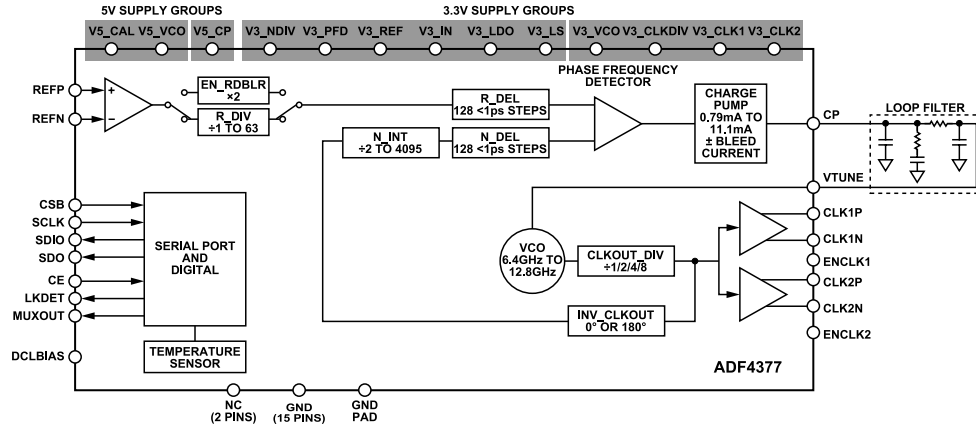 5V SUPPLY GROUPS
3.3V SUPPLY GROUPS
V5_CAL V5_VCO V5_CP V3_NDIV V3_PFD V3_REF V3_IN V3_LDO V3_LS V3_VCO V3_CLKDIV V3_CLK1 V3_CLK2
REFP
REFN
+
−
EN_RDBLR
×2
R_DIV
÷1 TO 63
N_INT
÷2 TO 4095
R_DEL
128 <1ps STEPS
N_DEL
128 <1ps STEPS
PHASE FREQUENCY
DETECTOR
CHARGE
PUMP
0.79mA TO
11.1mA
± BLEED
CURRENT
CP
LOOP FILTER
VTUNE
CSB
SCLK
SDIO
SDO
CE
LKDET
MUXOUT
DCLBIAS
SERIAL PORT
AND
DIGITAL
TEMPERATURE
SENSOR
VCO
6.4GHz TO
12.8GHz
CLKOUT_DIV
÷1/2/4/8
INV_CLKOUT
0° OR 180°
CLK1P
CLK1N
ENCLK1
CLK2P
CLK2N
ENCLK2
ADF4377
NC
(2 PINS)
GND
(15 PINS)
GND
PAD